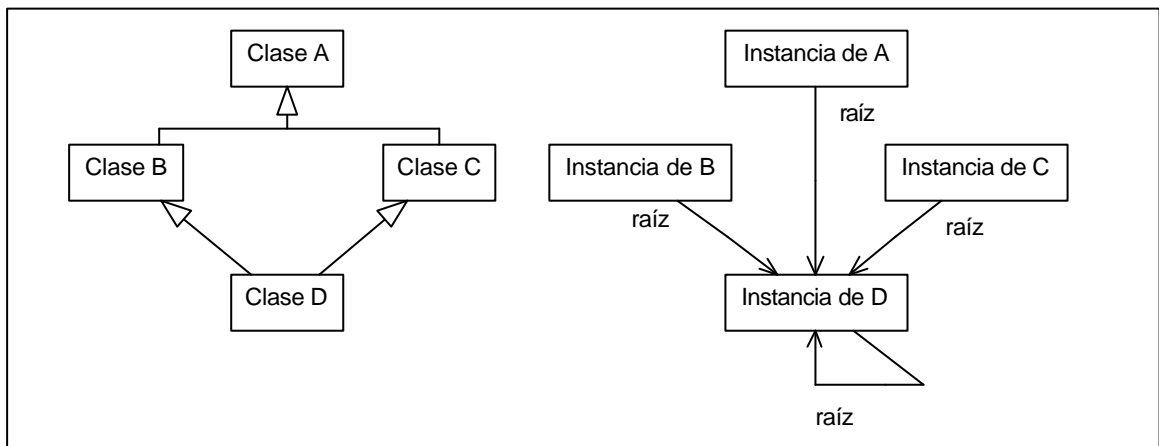 Clase A
Instancia de A
raíz
Clase B
Clase C
Instancia de B
Instancia de C
raíz
raíz
Clase D
Instancia de D
raíz